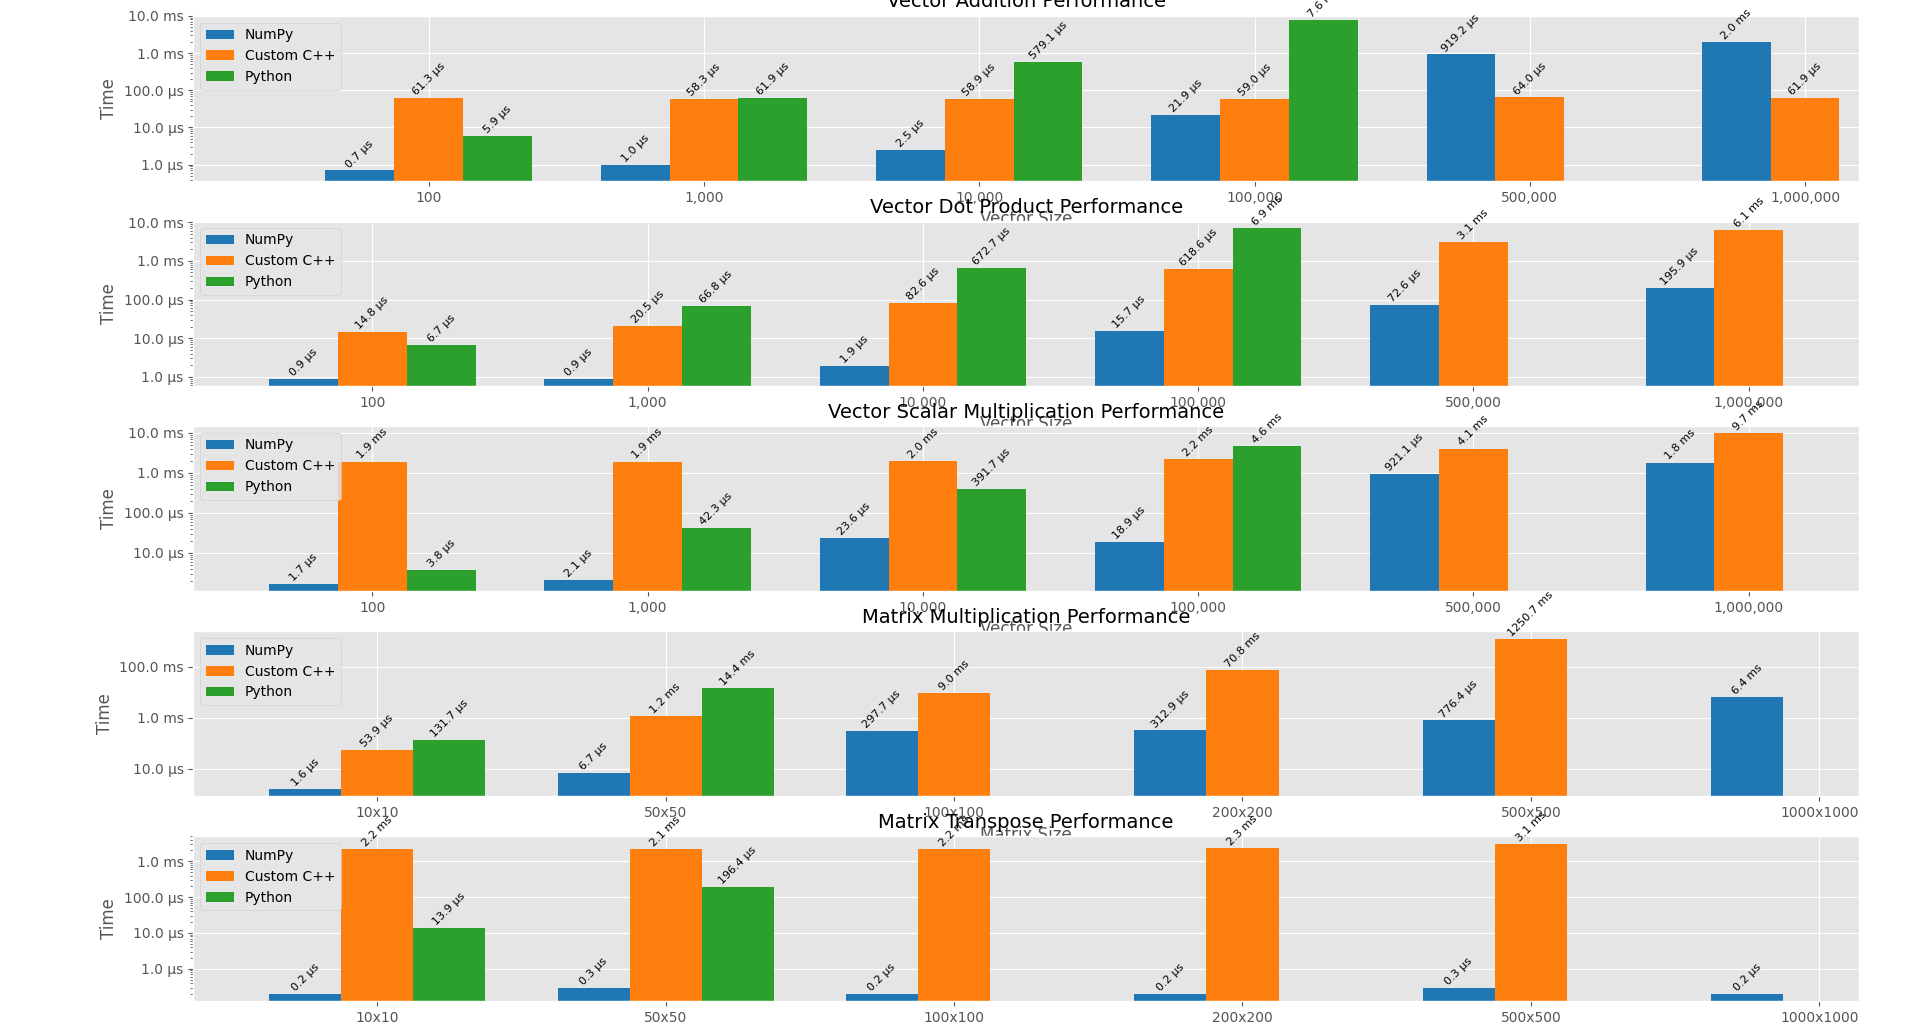 Vector Addition Performance
10.0 ms
1.0 ms
100.0 µs
10.0 µs
1.0 µs
Time
NumPy
Custom C++
Python
0.7 µs
61.3 µs
5.9 µs
1.0 µs
58.3 µs
61.9 µs
2.5 µs
58.9 µs
579.1 µs
21.9 µs
59.0 µs
7.6
919.2 µs
64.0 µs
2.0 ms
61.9 µs
100
1,000
10,000
100,000
500,000
1,000,000
Vector Size
Vector Dot Product Performance
10.0 ms
1.0 ms
100.0 µs
10.0 µs
1.0 µs
Time
NumPy
Custom C++
Python
0.9 µs
14.8 µs
6.7 µs
0.9 µs
20.5 µs
66.8 µs
1.9 µs
82.6 µs
672.7 µs
15.7 µs
618.6 µs
6.9 ms
72.6 µs
3.1 ms
195.9 µs
6.1 ms
100
1,000
10,000
100,000
500,000
1,000,000
Vector Size
Vector Scalar Multiplication Performance
10.0 ms
1.0 ms
100.0 µs
10.0 µs
Time
NumPy
Custom C++
Python
1.7 µs
1.9 ms
3.8 µs
2.1 µs
1.9 ms
42.3 µs
23.6 µs
2.0 ms
391.7 µs
18.9 µs
2.2 ms
4.6 ms
921.1 µs
4.1 ms
1.8 ms
9.7 ms
100
1,000
10,000
100,000
500,000
1,000,000
Vector Size
Matrix Multiplication Performance
100.0 ms
1.0 ms
10.0 µs
Time
NumPy
Custom C++
Python
1.6 µs
53.9 µs
131.7 µs
6.7 µs
1.2 ms
14.4 ms
297.7 µs
9.0 ms
312.9 µs
70.8 ms
776.4 µs
1250.7 ms
6.4 ms
10x10
50x50
100x100
200x200
500x500
1000x1000
Matrix Size
Matrix Transpose Performance
1.0 ms
100.0 µs
10.0 µs
1.0 µs
Time
NumPy
Custom C++
Python
0.2 µs
2.2 ms
13.9 µs
0.3 µs
2.1 ms
196.4 µs
0.2 µs
2.2 ms
0.2 µs
2.3 ms
0.3 µs
3.1 ms
0.2 µs
10x10
50x50
100x100
200x200
500x500
1000x1000